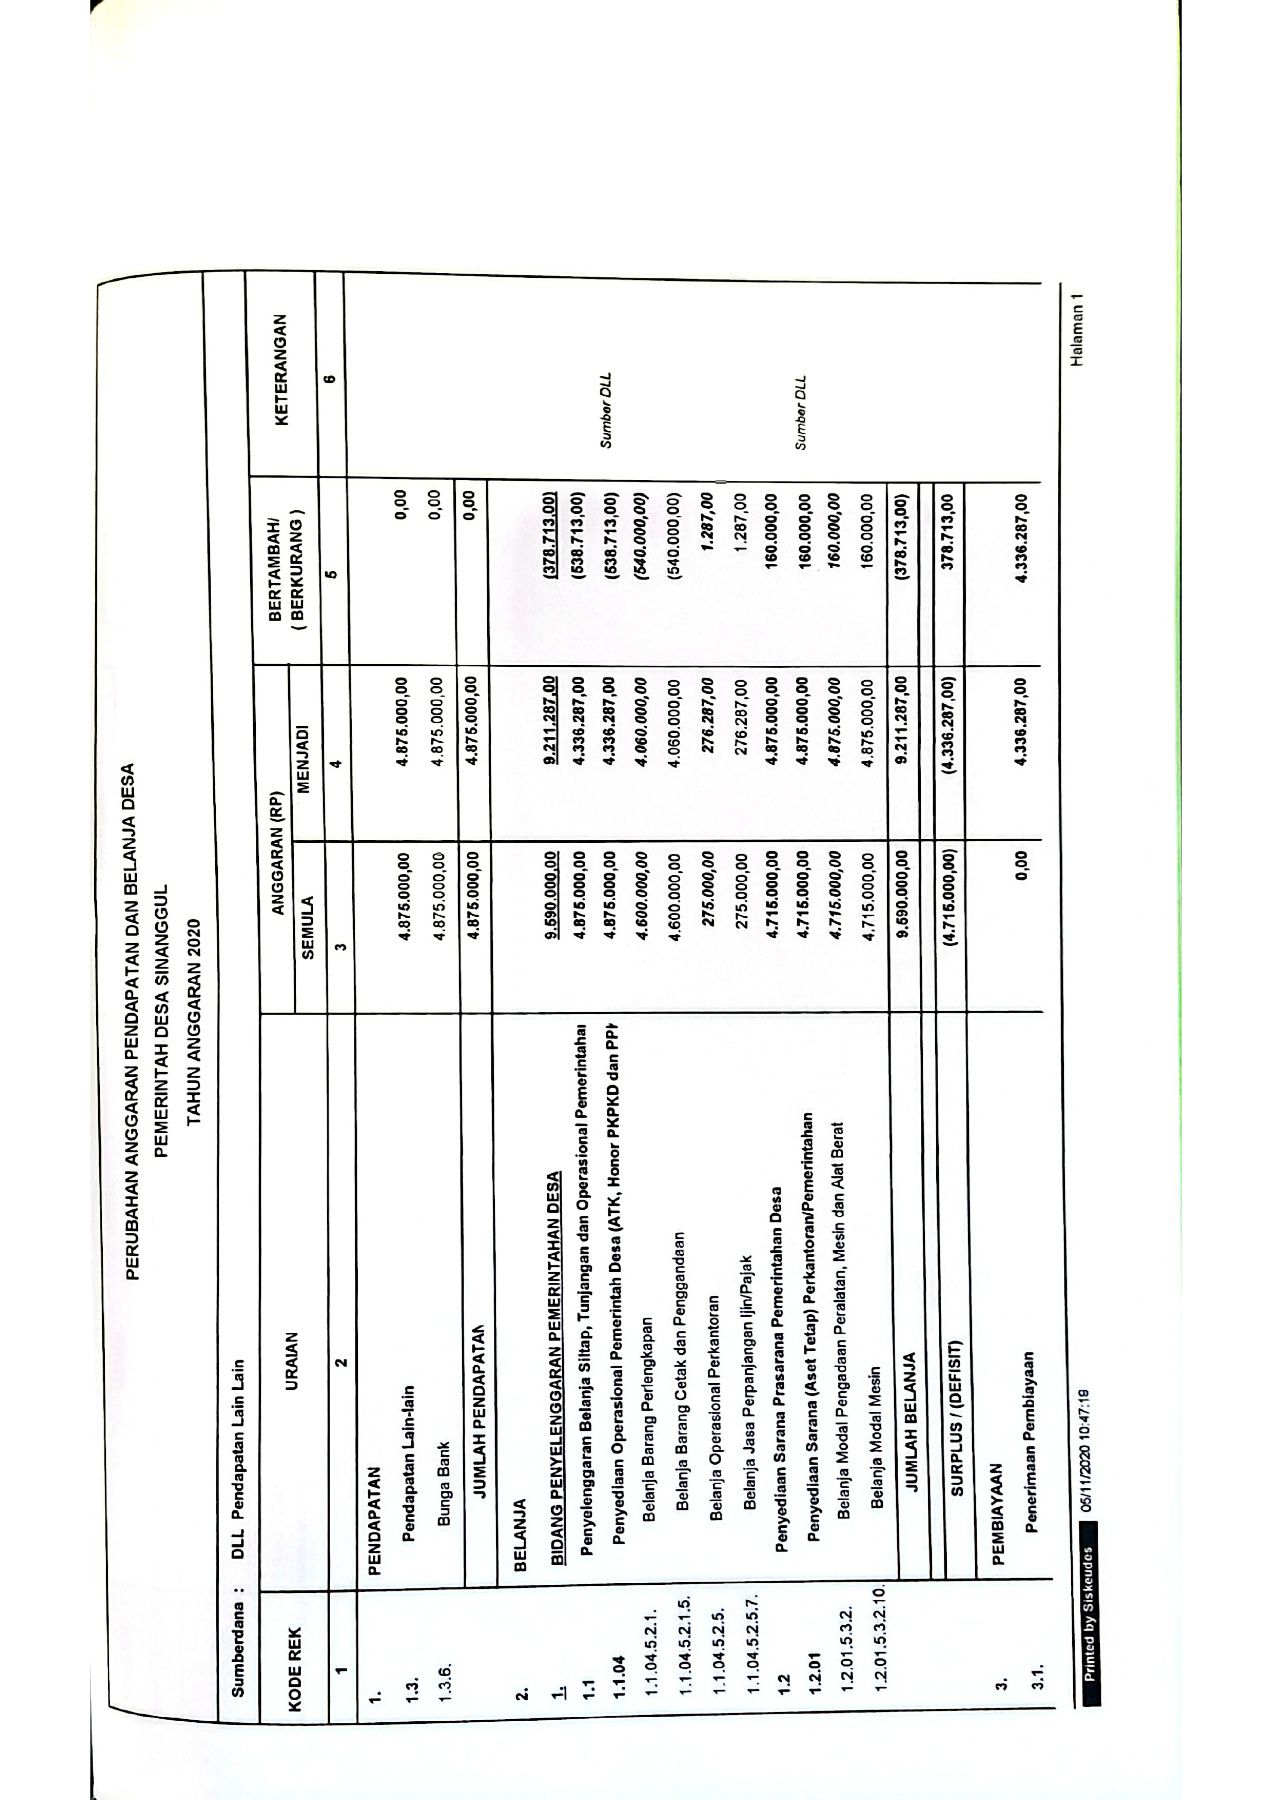 PERUBAHAN ANGGARAN PENDAPATAN DAN BELANJA DESA
PEMERINTAH DESA SINANGGUL
TAHUN ANGGARAN 2020
Sumberdana : DLL Pendapatan Lain Lain
KODE REK URAIAN ANGGARAN (RP) BERTAMBAH/ ( BERKURANG ) KETERANGAN
SEMULA MENJADI
1 2 3 4 5 6
1. PENDAPATAN
1.3. Pendapatan Lain-lain 4.875.000,00 4.875.000,00 0,00
1.3.6. Bunga Bank 4.875.000,00 4.875.000,00 0,00
JUMLAH PENDAPATAN 4.875.000,00 4.875.000,00 0,00
2. BELANJA
1. BIDANG PENYELENGGARAN PEMERINTAHAN DESA 9.590.000,00 9.211.287,00 (378.713,00)
1.1 Penyelenggaran Belanja Siltap, Tunjangan dan Operasional Pemerintahan 4.875.000,00 4.336.287,00 (538.713,00)
1.1.04 Penyediaan Operasional Pemerintah Desa (ATK, Honor PKPKD dan PPK 4.875.000,00 4.336.287,00 (538.713,00) Sumber DLL
1.1.04.5.2.1. Belanja Barang Perlengkapan 4.600.000,00 4.060.000,00 (540.000,00)
1.1.04.5.2.1.5. Belanja Barang Cetak dan Penggandaan 4.600.000,00 4.060.000,00 (540.000,00)
1.1.04.5.2.5. Belanja Operasional Perkantoran 275.000,00 276.287,00 1.287,00
1.1.04.5.2.5.7. Belanja Jasa Perpanjangan Ijin/Pajak 275.000,00 276.287,00 1.287,00
1.2 Penyediaan Sarana Prasarana Pemerintahan Desa 4.715.000,00 4.875.000,00 160.000,00
1.2.01 Penyediaan Sarana (Aset Tetap) Perkantoran/Pemerintahan 4.715.000,00 4.875.000,00 160.000,00 Sumber DLL
1.2.01.5.3.2. Belanja Modal Pengadaan Peralatan, Mesin dan Alat Berat 4.715.000,00 4.875.000,00 160.000,00
1.2.01.5.3.2.10. Belanja Modal Mesin 4.715.000,00 4.875.000,00 160.000,00
JUMLAH BELANJA 9.590.000,00 9.211.287,00 (378.713,00)
SURPLUS / (DEFISIT) (4.715.000,00) (4.336.287,00) 378.713,00
3. PEMBIAYAAN
3.1. Penerimaan Pembiayaan 0,00 4.336.287,00 4.336.287,00
Printed by Siskeudes 05/11/2020 10:47:19 Halaman 1